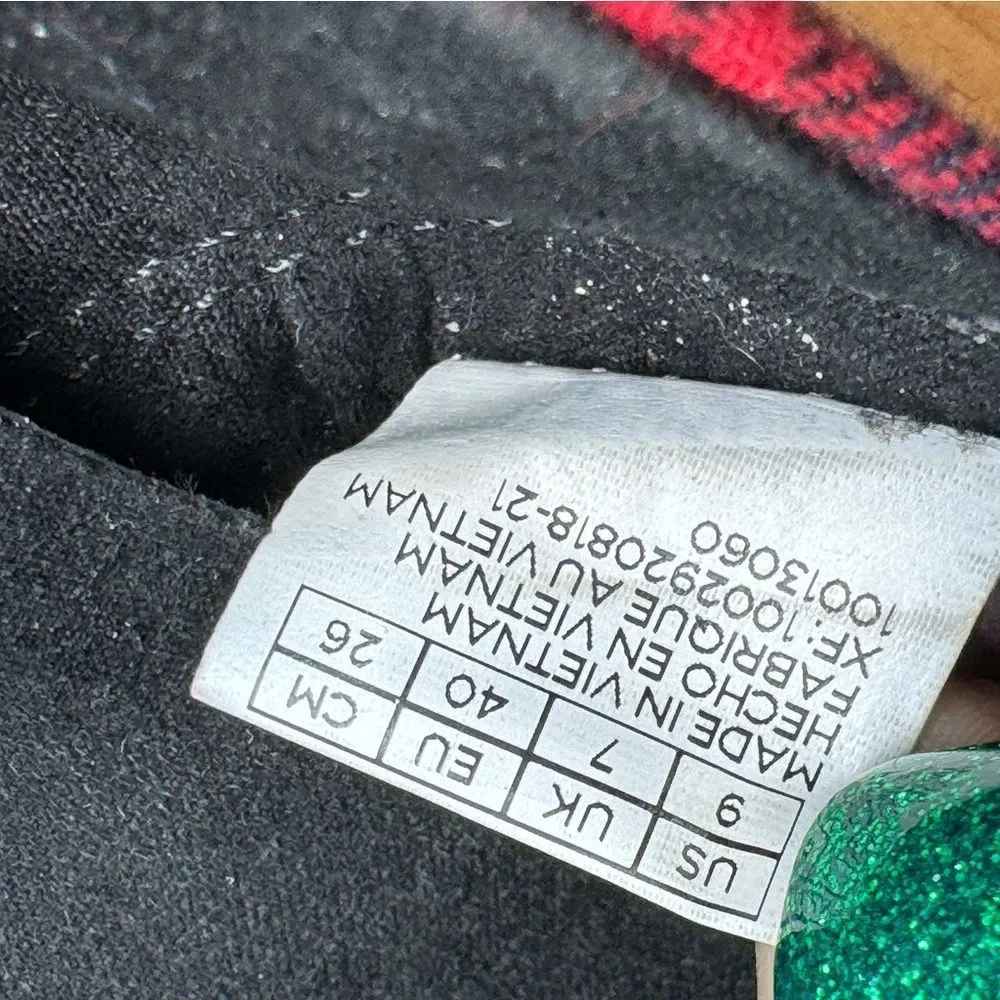 US UK EU CM
9 7 40 26
MADE IN VIETNAM
HECHO EN VIETNAM
FABRIQUE AU VIETNAM
XF:1002920818-21
10013060